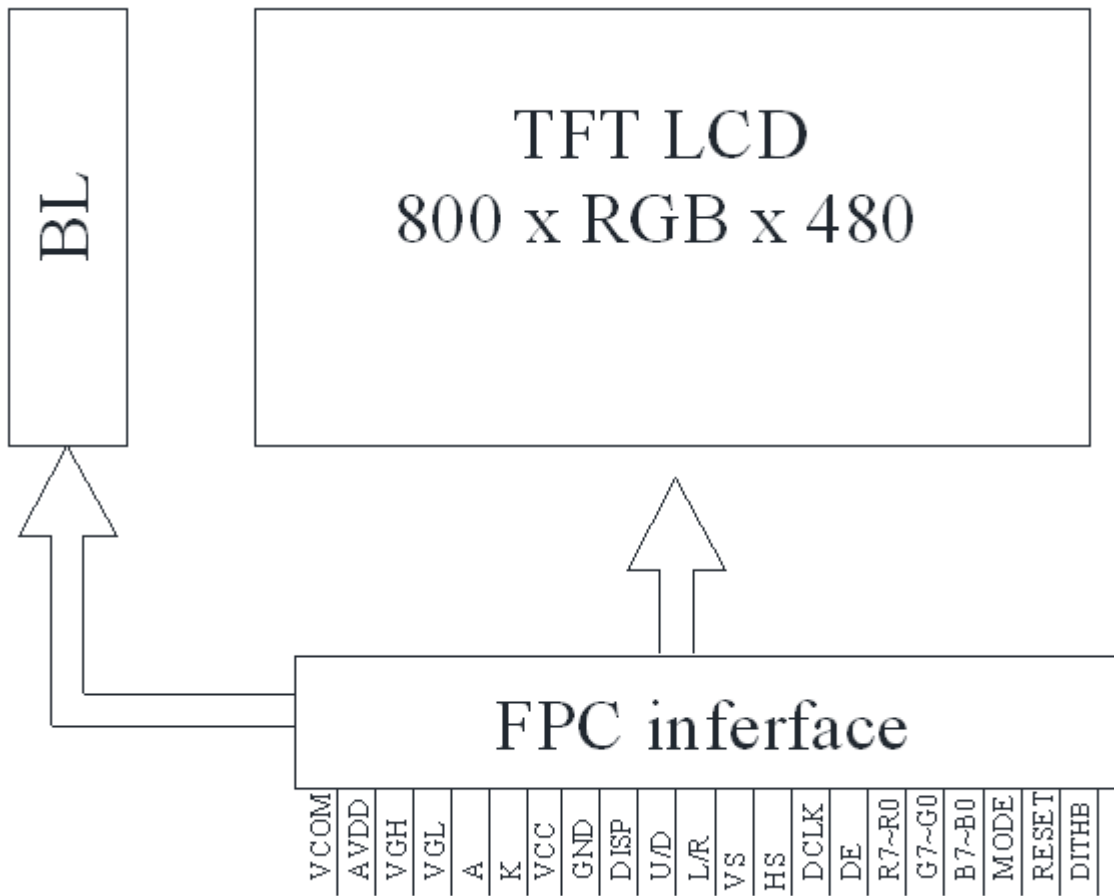 BL
TFT LCD
800 x RGB x 480
FPC inferface
VCOM
AVDD
VGH
VGL
A
K
VCC
GND
DISP
U/D
L/R
VS
HS
DCLK
DE
R7~R0
G7~G0
B7~B0
MODE
RESET
DITHB